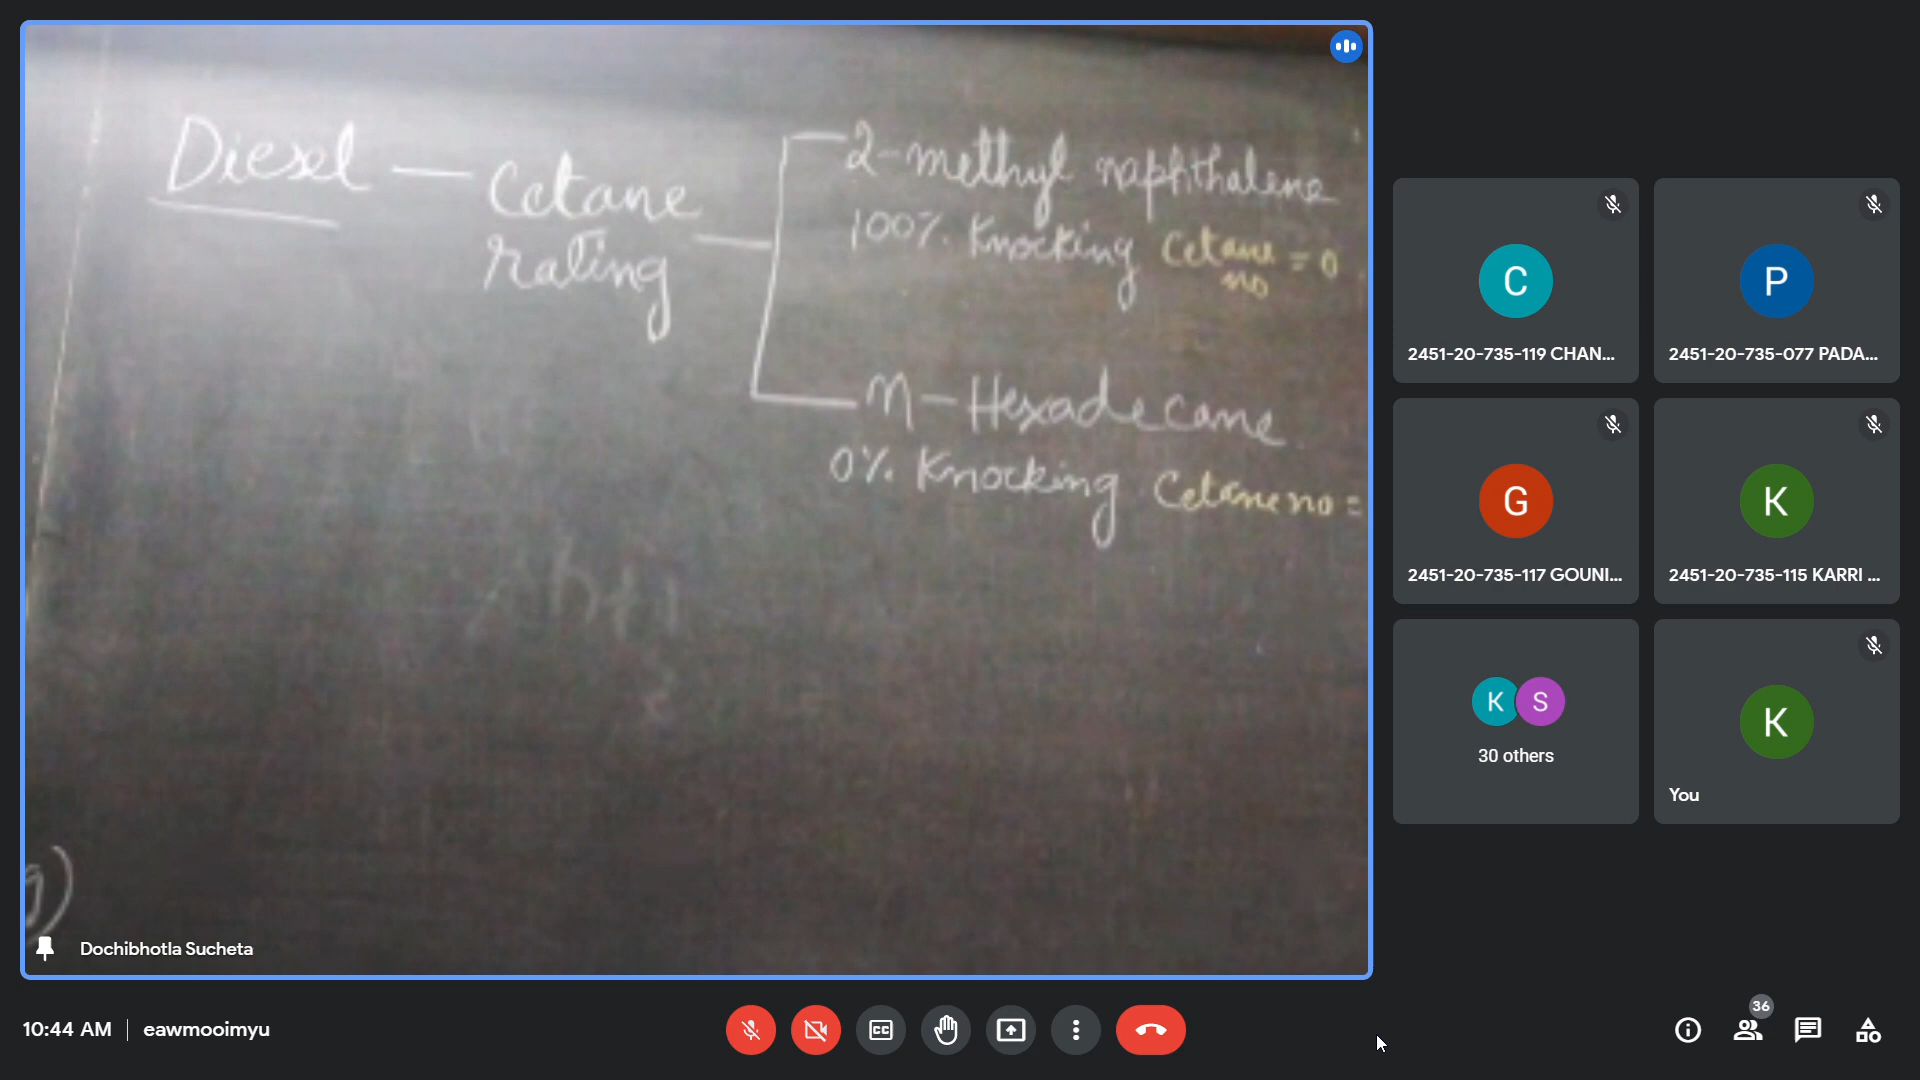 Diesel — Cetane rating
2-methyl naphthalene
100% Knocking Cetane no = 0
n-Hexadecane
0% Knocking Cetane no =
g)
Dochibhotla Sucheta
2451-20-735-119 CHAN...
2451-20-735-077 PADA...
2451-20-735-117 GOUNI...
2451-20-735-115 KARRI ...
30 others
You
C
P
G
K
K
S
K
10:44 AM | eawmooimyu
CC
36